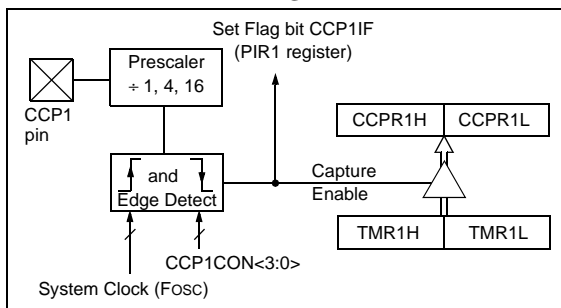 Set Flag bit CCP1IF
(PIR1 register)
Prescaler
÷ 1, 4, 16
CCP1
pin
CCPR1H
CCPR1L
and
Edge Detect
Capture
Enable
TMR1H
TMR1L
CCP1CON<3:0>
System Clock (FOSC)